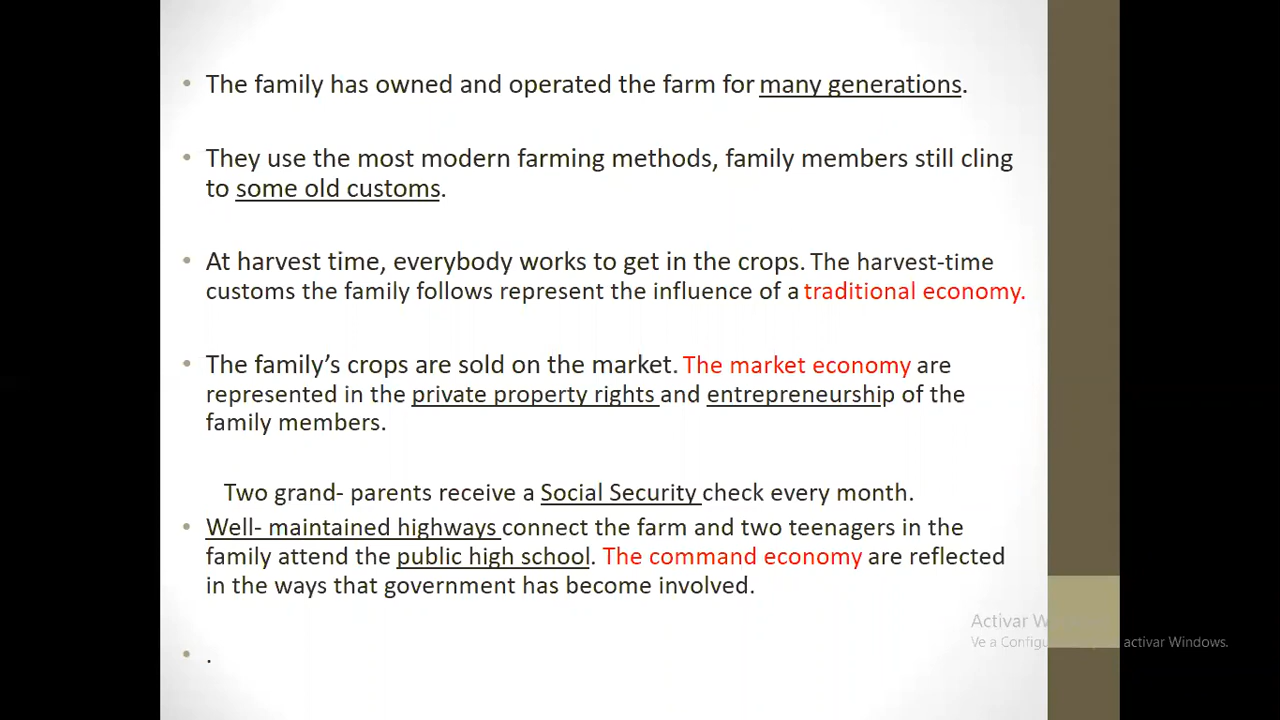 • The family has owned and operated the farm for many generations.
• They use the most modern farming methods, family members still cling
to some old customs.
• At harvest time, everybody works to get in the crops. The harvest-time
customs the family follows represent the influence of a traditional economy.
• The family’s crops are sold on the market. The market economy are
represented in the private property rights and entrepreneurship of the
family members.
Two grand- parents receive a Social Security check every month.
• Well- maintained highways connect the farm and two teenagers in the
family attend the public high school. The command economy are reflected
in the ways that government has become involved.
Activar W
Ve a Configu activar Windows.
• .